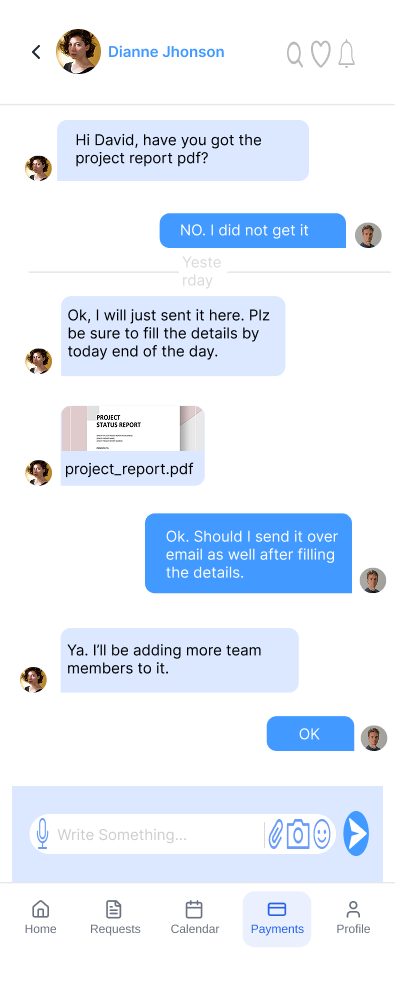 Dianne Jhonson
Hi David, have you got the
project report pdf?
NO. I did not get it
Yeste
rday
Ok, I will just sent it here. Plz
be sure to fill the details by
today end of the day.
PROJECT
STATUS REPORT
project_report.pdf
Ok. Should I send it over
email as well after filling
the details.
Ya. I’ll be adding more team
members to it.
OK
Write Something...
Home
Requests
Calendar
Payments
Profile